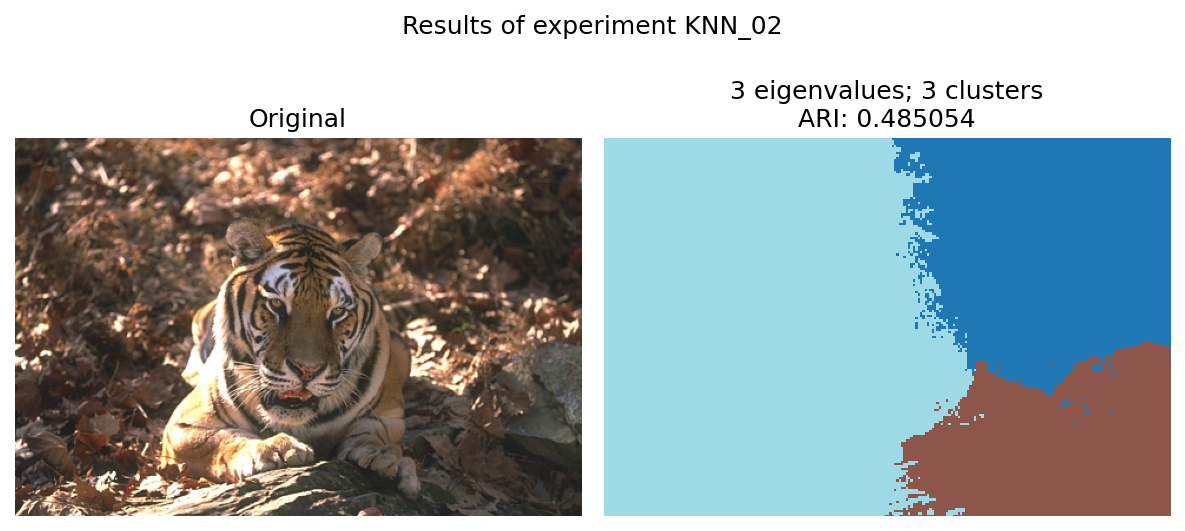 Results of experiment KNN_02
Original
3 eigenvalues; 3 clusters
ARI: 0.485054